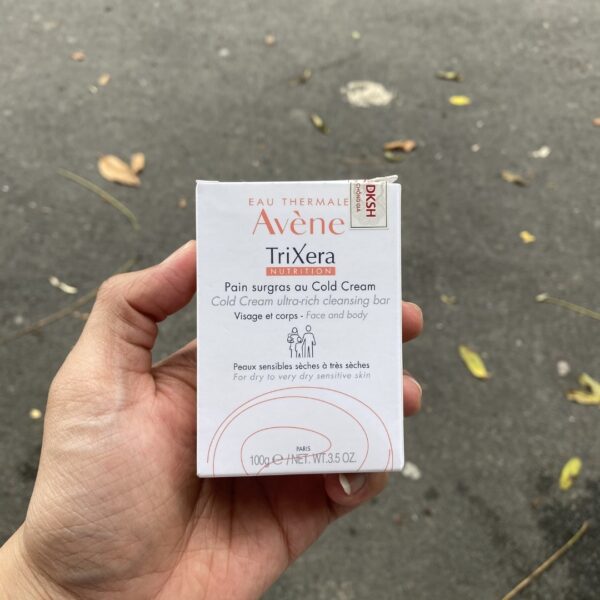 EAU THERMALE
Avène
DKSH
CHỐNG GIẢ
TriXera
NUTRITION
Pain surgras au Cold Cream
Cold Cream ultra-rich cleansing bar
Visage et corps - Face and body
Peaux sensibles sèches à très sèches
For dry to very dry sensitive skin
PARIS
100g ℮ / NET. WT. 3.5 OZ.